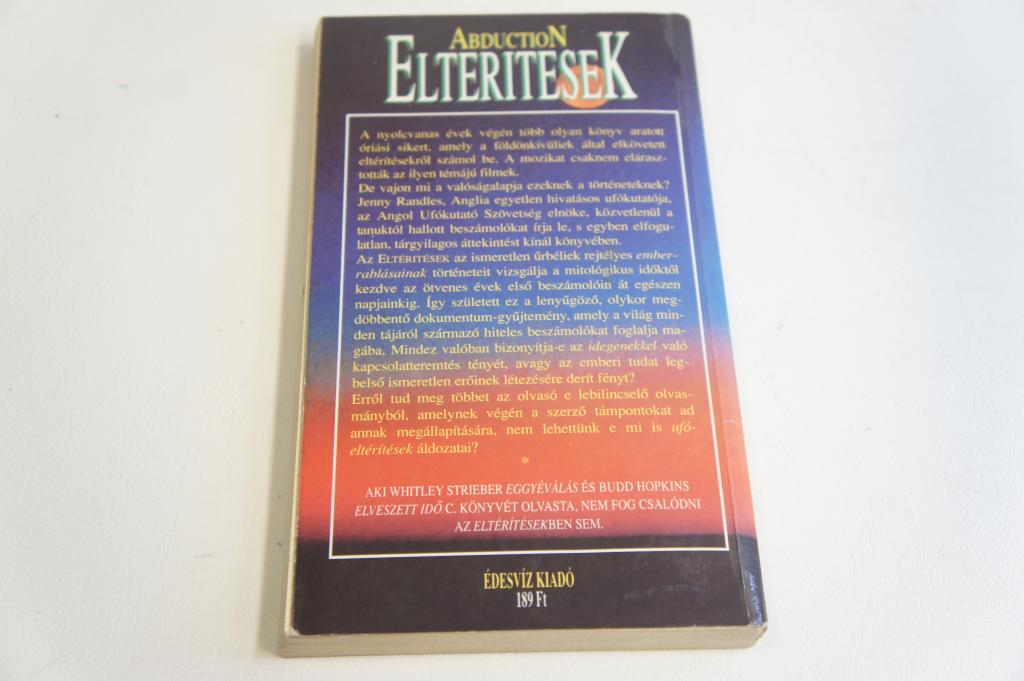 ABDUCTION
ELTERITESEK
A nyolcvanas évek végén több olyan könyv aratott
óriási sikert, amely a földönkívüliek által elkövetett
eltérítésekről számol be. A mozikat csaknem elárasz-
tották az ilyen témájú filmek.
De vajon mi a valóságalapja ezeknek a történeteknek?
Jenny Randles, Anglia egyetlen hivatásos ufókutatója,
az Angol Ufókutató Szövetség elnöke, közvetlenül a
tanuktól hallott beszámolókat írja le, s egyben elfogu-
latlan, tárgyilagos áttekintést kínál könyvében.
Az ELTÉRITÉSEK az ismeretlen űrbéliek rejtélyes ember-
rablásainak történeteit vizsgálja a mitológikus időktől
kezdve az ötvenes évek első beszámolóin át egészen
napjainkig. Így született ez a lenyűgöző, olykor meg-
döbbentő dokumentum-gyűjtemény, amely a világ min-
den tájáról származó hiteles beszámolókat foglalja ma-
gába. Mindez valóban bizonyítja-e az idegenekkel való
kapcsolatteremtés tényét, avagy az emberi tudat leg-
belső ismeretlen erőinek létezésére derít fényt?
Erről tud meg többet az olvasó e lebilincselő olvas-
mányból, amelynek végén a szerző támpontokat ad
annak megállapítására, nem lehettünk e mi is ufó-
eltérítések áldozatai?
*
AKI WHITLEY STRIEBER EGGYÉVÁLÁS ÉS BUDD HOPKINS
ELVESZETT IDŐ C. KÖNYVÉT OLVASTA, NEM FOG CSALÓDNI
AZ ELTÉRÍTÉSEKBEN SEM.
ÉDESVÍZ KIADÓ
189 Ft